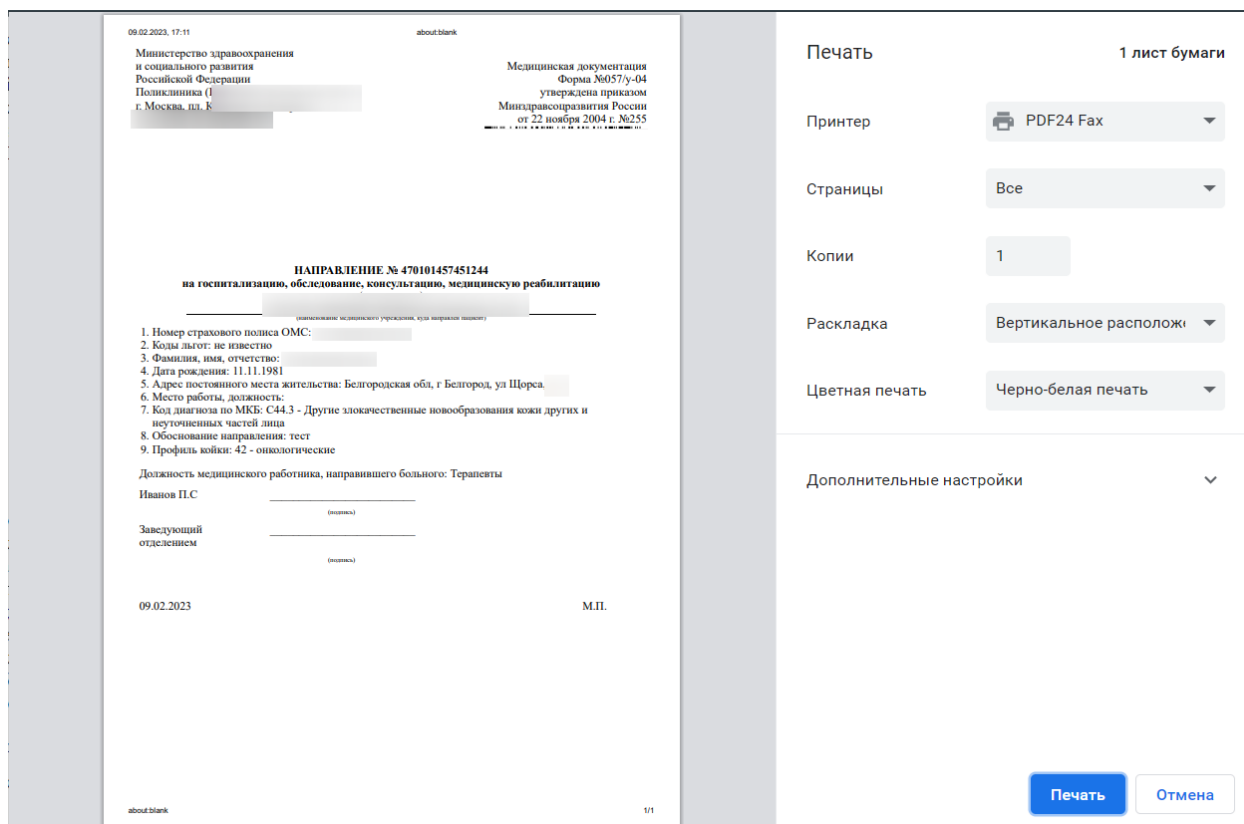 09.02.2023, 17:11
about:blank
Министерство здравоохранения
и социального развития
Российской Федерации
Поликлиника (
г. Москва, пл. К
Медицинская документация
Форма №057/у-04
утверждена приказом
Минздравсоцразвития России
от 22 ноября 2004 г. №255
НАПРАВЛЕНИЕ № 470101457451244
на госпитализацию, обследование, консультацию, медицинскую реабилитацию
(наименование медицинского учреждения, куда направлен пациент)
1. Номер страхового полиса ОМС:
2. Коды льгот: не известно
3. Фамилия, имя, отчетство:
4. Дата рождения: 11.11.1981
5. Адрес постоянного места жительства: Белгородская обл, г Белгород, ул Щорса.
6. Место работы, должность:
7. Код диагноза по МКБ: C44.3 - Другие злокачественные новообразования кожи других и
неуточненных частей лица
8. Обоснование направления: тест
9. Профиль койки: 42 - онкологические
Должность медицинского работника, направившего больного: Терапевты
Иванов П.С
(подпись)
Заведующий
отделением
(подпись)
09.02.2023
М.П.
about:blank
1/1
Печать
1 лист бумаги
Принтер
PDF24 Fax
Страницы
Все
Копии
1
Раскладка
Вертикальное располож
Цветная печать
Черно-белая печать
Дополнительные настройки
Печать
Отмена